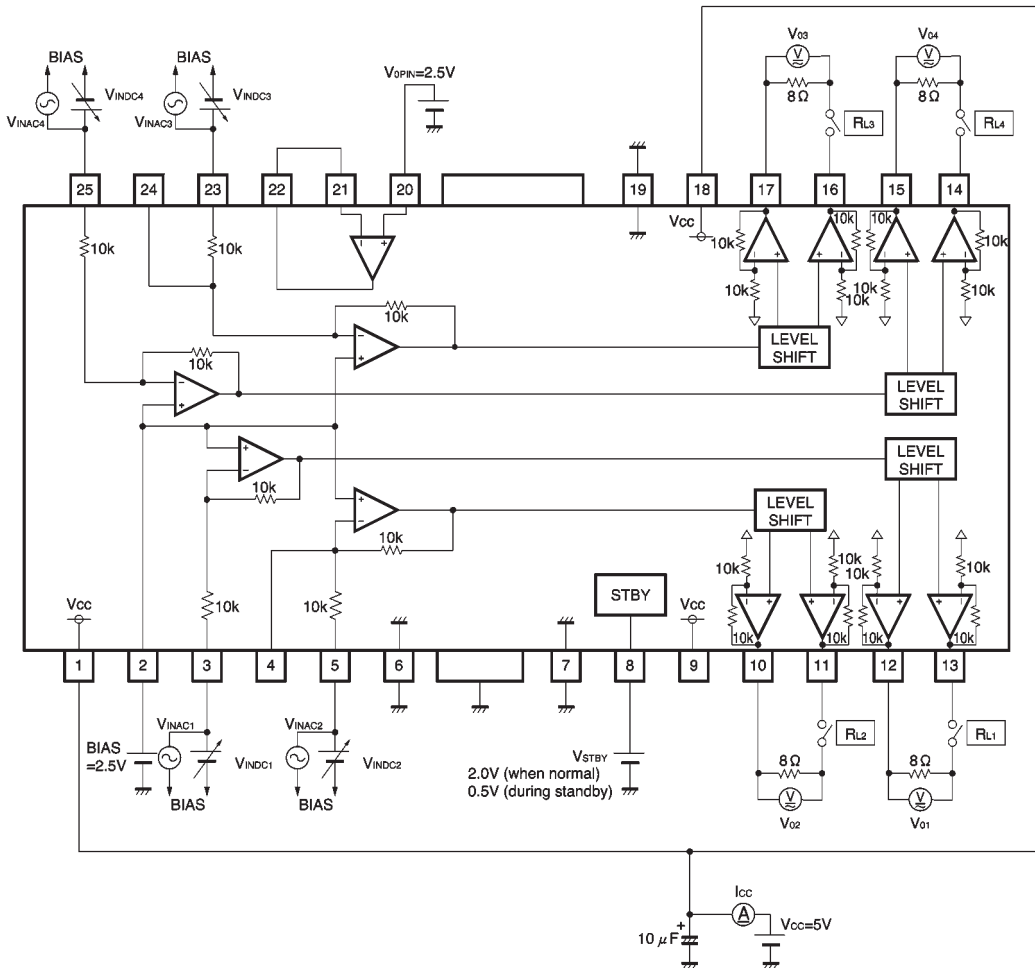 BIAS BIAS V03 V04
VINDC4 VINDC3 V0PIN=2.5V
V V
8Ω 8Ω
VINAC4 VINAC3
RL3 RL4
25 24 23 22 21 20 19 18 17 16 15 14
VCC
10k 10k 10k 10k 10k 10k
- + - + + - - + + -
10k 10k 10k 10k
10k
LEVEL SHIFT
-
+
10k
-
+
LEVEL SHIFT
+
-
LEVEL SHIFT
10k
+
-
LEVEL SHIFT
10k
10k 10k 10k 10k
10k 10k
STBY
VCC VCC
- + + - - + + -
10k 10k 10k 10k
1 2 3 4 5 6 7 8 9 10 11 12 13
VINAC1 VINAC2
BIAS =2.5V
VINDC1 VINDC2
VSTBY
2.0V (when normal)
0.5V (during standby)
RL2 RL1
8Ω 8Ω
BIAS BIAS
V V
V02 V01
ICC
+
A
10 μF
VCC=5V